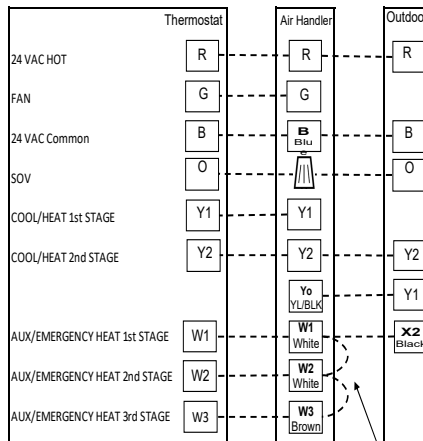 Thermostat Air Handler Outdoo
24 VAC HOT R R R
FAN G G
24 VAC Common B B Blu e B
SOV O O
COOL/HEAT 1st STAGE Y1 Y1
COOL/HEAT 2nd STAGE Y2 Y2 Y2
Yo YL/BLK Y1
AUX/EMERGENCY HEAT 1st STAGE W1 W1 White X2 Black
AUX/EMERGENCY HEAT 2nd STAGE W2 W2 White
AUX/EMERGENCY HEAT 3rd STAGE W3 W3 Brown